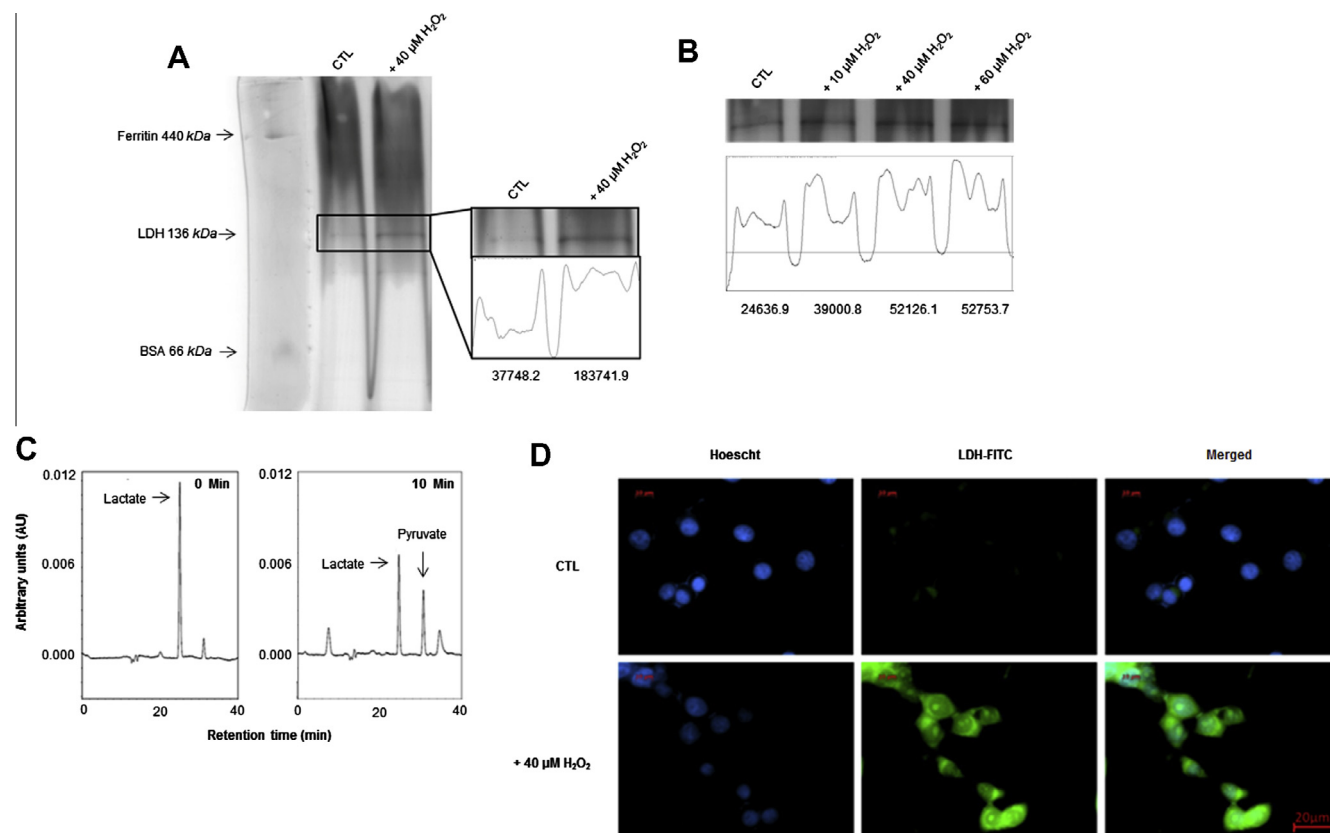 A
CTL
+ 40 µM H₂O₂
Ferritin 440 kDa
LDH 136 kDa
BSA 66 kDa
CTL
+ 40 µM H₂O₂
37748.2
183741.9
B
CTL
+ 10 µM H₂O₂
+ 40 µM H₂O₂
+ 60 µM H₂O₂
24636.9
39000.8
52126.1
52753.7
C
Arbitrary units (AU)
0.012
0.006
0.000
0 Min
Lactate
0
20
40
0.012
0.006
0.000
10 Min
Lactate
Pyruvate
0
20
40
Retention time (min)
D
Hoescht
LDH-FITC
Merged
CTL
+ 40 µM H₂O₂
20µm